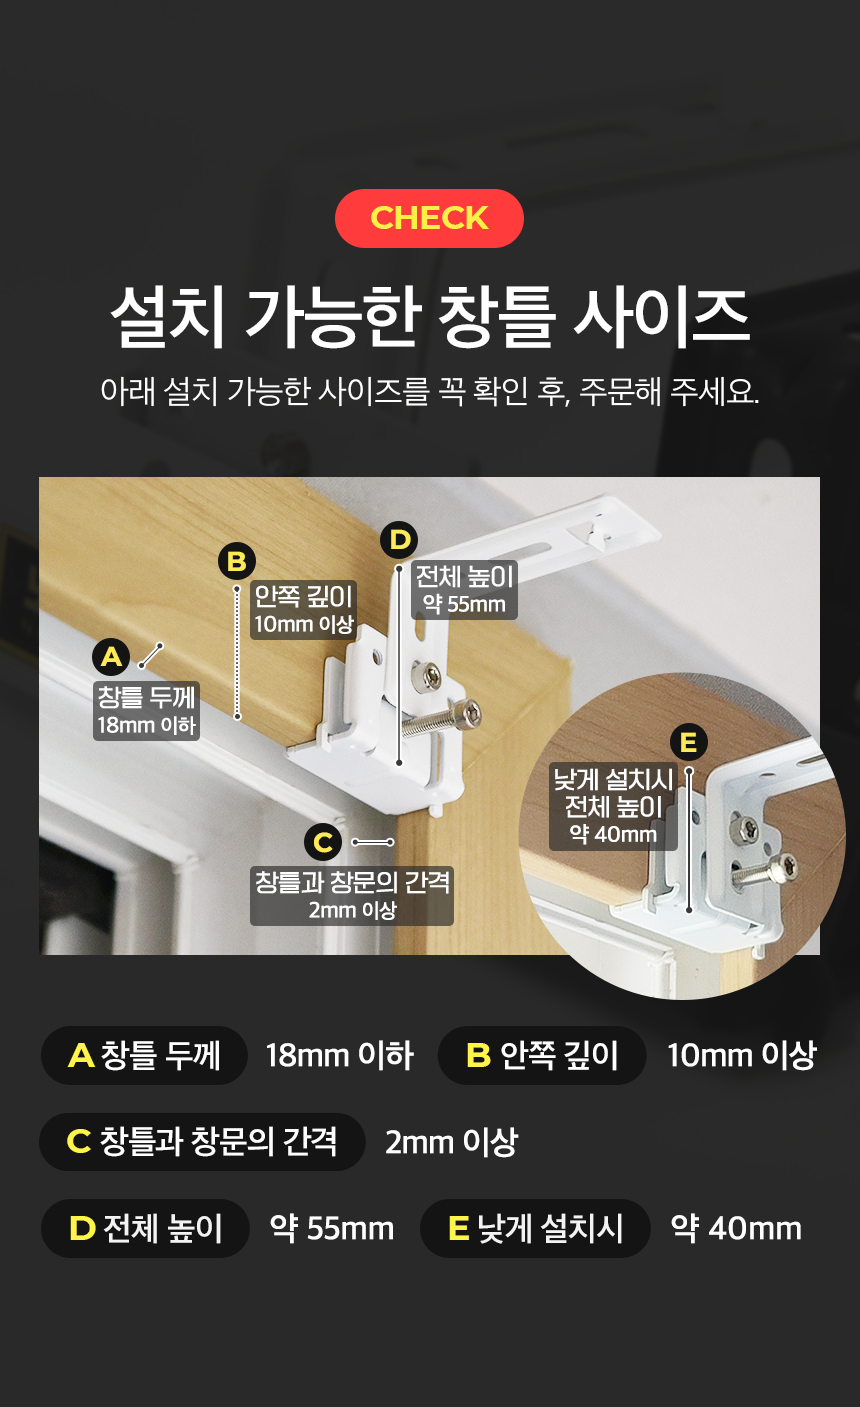 CHECK
설치 가능한 창틀 사이즈
아래 설치 가능한 사이즈를 꼭 확인 후, 주문해 주세요.
D
전체 높이
약 55mm
B
안쪽 깊이
10mm 이상
A
창틀 두께
18mm 이하
E
낮게 설치시
전체 높이
약 40mm
C
창틀과 창문의 간격
2mm 이상
A 창틀 두께 18mm 이하 B 안쪽 깊이 10mm 이상
C 창틀과 창문의 간격 2mm 이상
D 전체 높이 약 55mm E 낮게 설치시 약 40mm